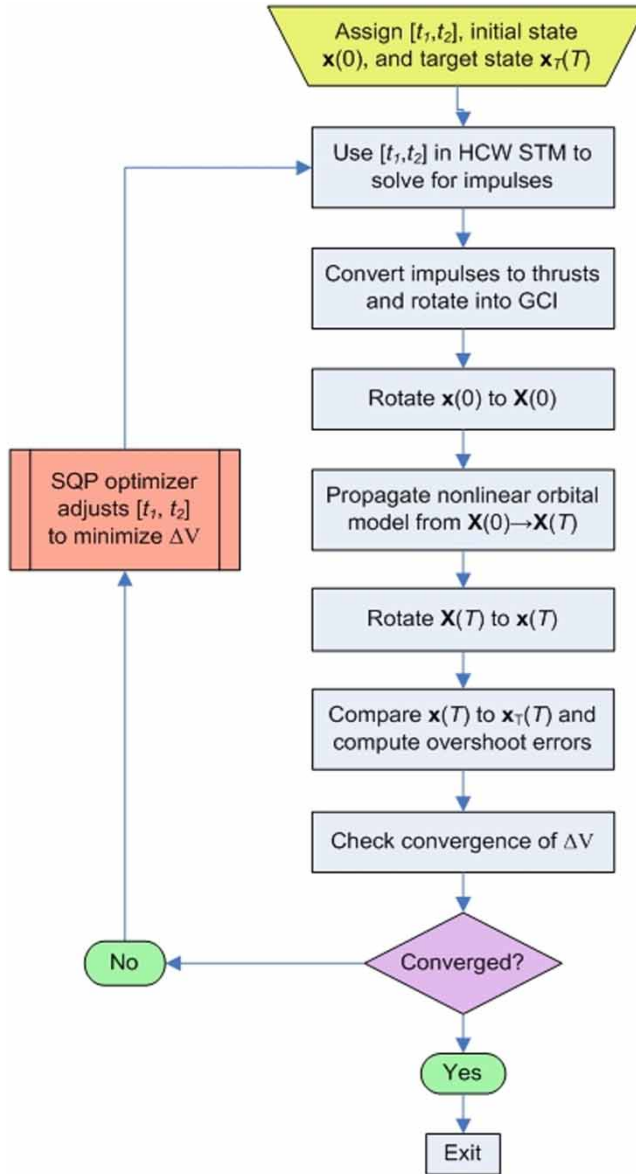 Assign [t₁,t₂], initial state
x(0), and target state x_T(T)
Use [t₁,t₂] in HCW STM to
solve for impulses
Convert impulses to thrusts
and rotate into GCI
Rotate x(0) to X(0)
SQP optimizer
adjusts [t₁, t₂]
to minimize ΔV
Propagate nonlinear orbital
model from X(0)→X(T)
Rotate X(T) to x(T)
Compare x(T) to x_T(T) and
compute overshoot errors
Check convergence of ΔV
No
Converged?
Yes
Exit